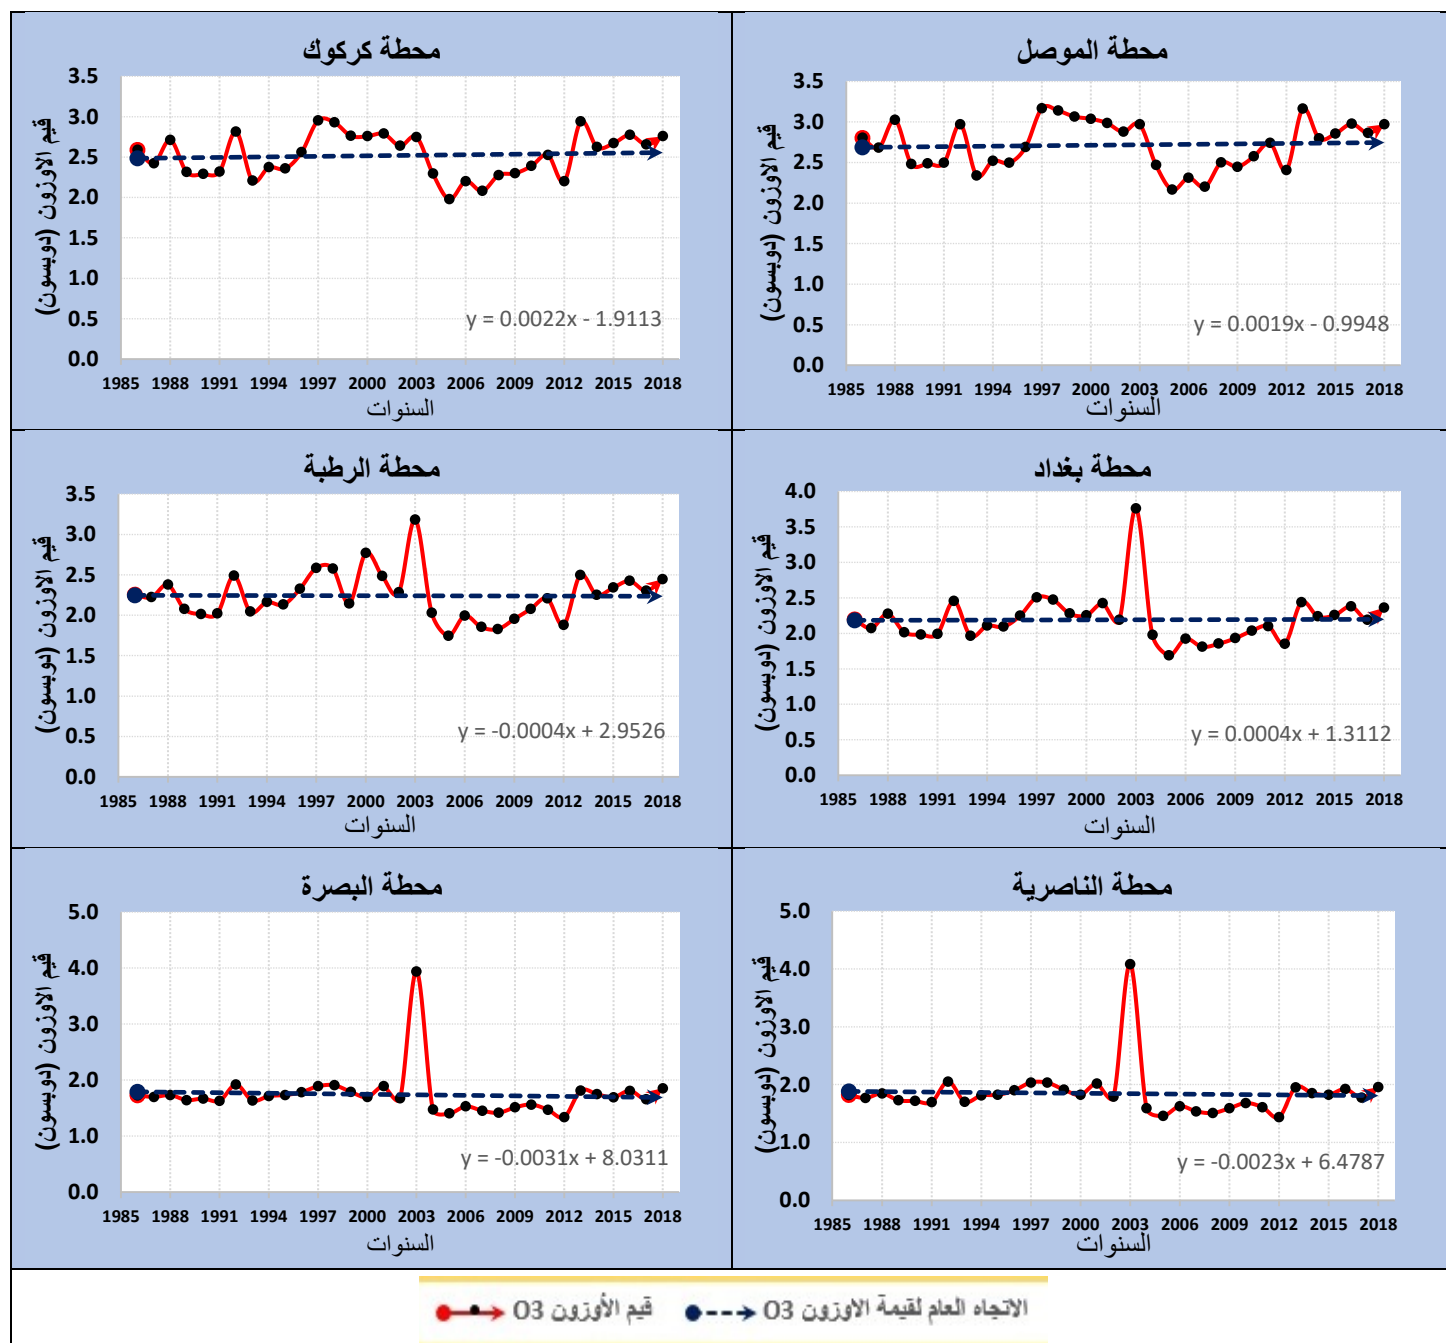 محطة الموصل
قيم الاوزون (دوبسون)
3.5
3.0
2.5
2.0
1.5
1.0
0.5
0.0
y = 0.0019x - 0.9948
1985 1988 1991 1994 1997 2000 2003 2006 2009 2012 2015 2018
السنوات
محطة كركوك
قيم الاوزون (دوبسون)
3.5
3.0
2.5
2.0
1.5
1.0
0.5
0.0
y = 0.0022x - 1.9113
1985 1988 1991 1994 1997 2000 2003 2006 2009 2012 2015 2018
السنوات
محطة بغداد
قيم الاوزون (دوبسون)
4.0
3.5
3.0
2.5
2.0
1.5
1.0
0.5
0.0
y = 0.0004x + 1.3112
1985 1988 1991 1994 1997 2000 2003 2006 2009 2012 2015 2018
السنوات
محطة الرطبة
قيم الاوزون (دوبسون)
3.5
3.0
2.5
2.0
1.5
1.0
0.5
0.0
y = -0.0004x + 2.9526
1985 1988 1991 1994 1997 2000 2003 2006 2009 2012 2015 2018
السنوات
محطة الناصرية
قيم الاوزون (دوبسون)
5.0
4.0
3.0
2.0
1.0
0.0
y = -0.0023x + 6.4787
1985 1988 1991 1994 1997 2000 2003 2006 2009 2012 2015 2018
السنوات
محطة البصرة
قيم الاوزون (دوبسون)
5.0
4.0
3.0
2.0
1.0
0.0
y = -0.0031x + 8.0311
1985 1988 1991 1994 1997 2000 2003 2006 2009 2012 2015 2018
السنوات
الاتجاه العام لقيمة الاوزون O3 قيم الأوزون O3